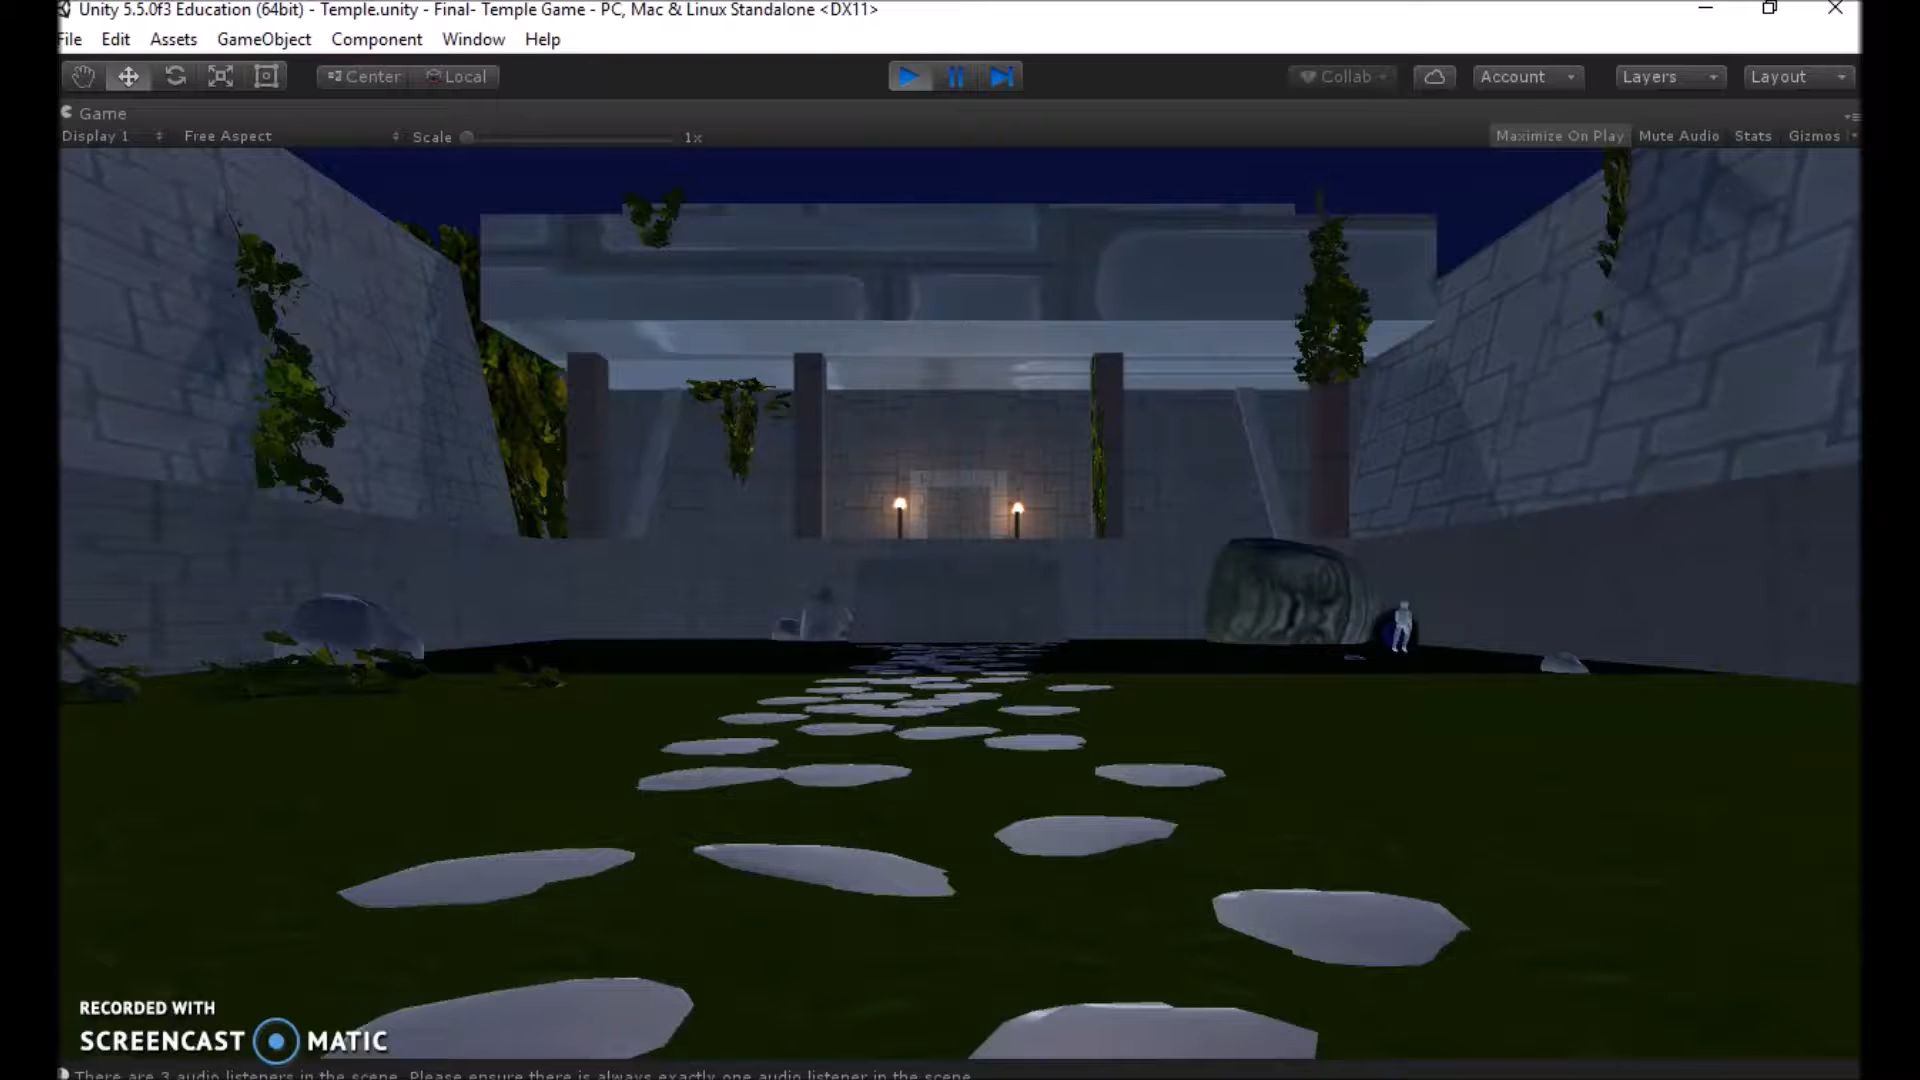 Unity 5.5.0f3 Education (64bit) - Temple.unity - Final- Temple Game - PC, Mac & Linux Standalone <DX11>
File Edit Assets GameObject Component Window Help
Center Local Collab Account Layers Layout
Game
Display 1 Free Aspect Scale 1x Maximize On Play Mute Audio Stats Gizmos
RECORDED WITH
SCREENCAST MATIC
There are 3 audio listeners in the scene. Please ensure there is always exactly one audio listener in the scene.